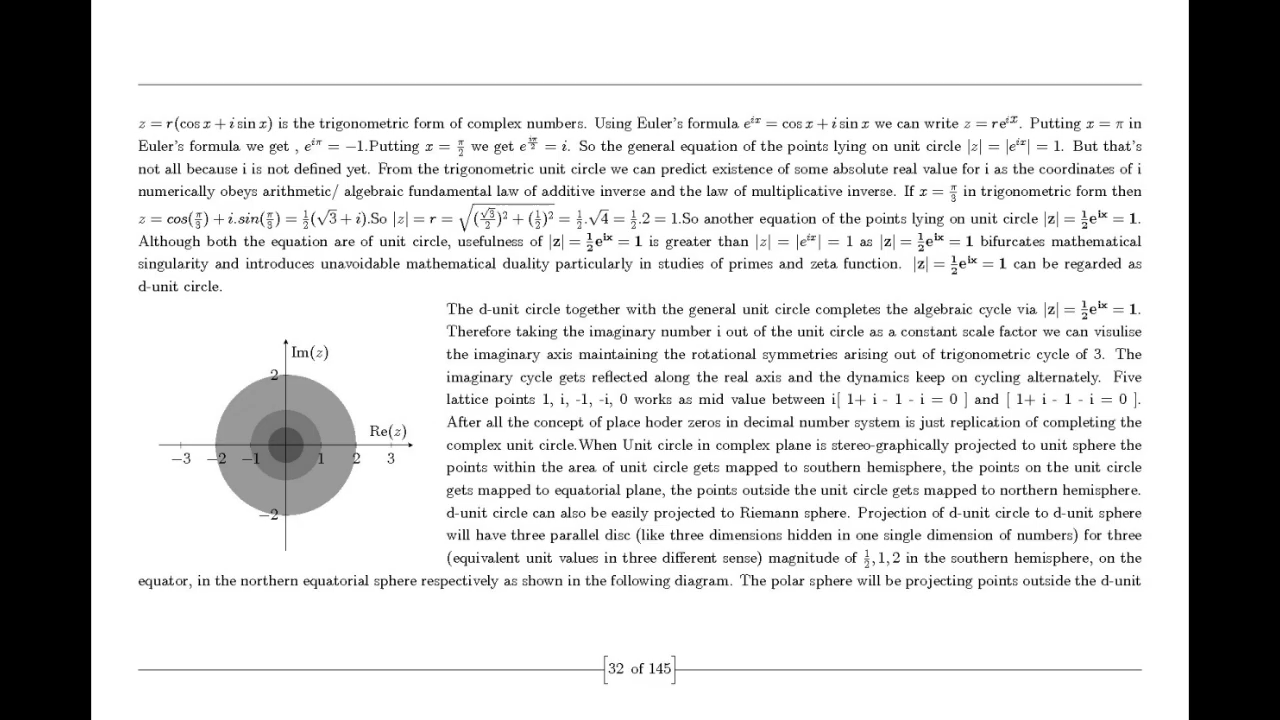 z = r(cos x + i sin x) is the trigonometric form of complex numbers. Using Euler's formula e^{ix} = cos x + i sin x we can write z = re^{ix}. Putting x = π in
Euler's formula we get , e^{iπ} = −1.Putting x = \frac{π}{2} we get e^{\frac{iπ}{2}} = i. So the general equation of the points lying on unit circle |z| = |e^{ix}| = 1. But that's
not all because i is not defined yet. From the trigonometric unit circle we can predict existence of some absolute real value for i as the coordinates of i
numerically obeys arithmetic/ algebraic fundamental law of additive inverse and the law of multiplicative inverse. If x = \frac{π}{3} in trigonometric form then
z = cos(\frac{π}{3}) + i.sin(\frac{π}{3}) = \frac{1}{2}(√3 + i).So |z| = r = \sqrt{(\frac{√3}{2})^2 + (\frac{1}{2})^2} = \frac{1}{2}.√4 = \frac{1}{2}.2 = 1.So another equation of the points lying on unit circle |z| = \frac{1}{2}e^{ix} = 1.
Although both the equation are of unit circle, usefulness of |z| = \frac{1}{2}e^{ix} = 1 is greater than |z| = |e^{ix}| = 1 as |z| = \frac{1}{2}e^{ix} = 1 bifurcates mathematical
singularity and introduces unavoidable mathematical duality particularly in studies of primes and zeta function. |z| = \frac{1}{2}e^{ix} = 1 can be regarded as
d-unit circle.
The d-unit circle together with the general unit circle completes the algebraic cycle via |z| = \frac{1}{2}e^{ix} = 1.
Therefore taking the imaginary number i out of the unit circle as a constant scale factor we can visulise
the imaginary axis maintaining the rotational symmetries arising out of trigonometric cycle of 3. The
imaginary cycle gets reflected along the real axis and the dynamics keep on cycling alternately. Five
lattice points 1, i, -1, -i, 0 works as mid value between i[ 1+ i - 1 - i = 0 ] and [ 1+ i - 1 - i = 0 ].
After all the concept of place hoder zeros in decimal number system is just replication of completing the
complex unit circle.When Unit circle in complex plane is stereo-graphically projected to unit sphere the
points within the area of unit circle gets mapped to southern hemisphere, the points on the unit circle
gets mapped to equatorial plane, the points outside the unit circle gets mapped to northern hemisphere.
d-unit circle can also be easily projected to Riemann sphere. Projection of d-unit circle to d-unit sphere
will have three parallel disc (like three dimensions hidden in one single dimension of numbers) for three
(equivalent unit values in three different sense) magnitude of \frac{1}{2}, 1, 2 in the southern hemisphere, on the
equator, in the northern equatorial sphere respectively as shown in the following diagram. The polar sphere will be projecting points outside the d-unit
Im(z)
2
Re(z)
−3 −2 −1 1 2 3
−2
32 of 145